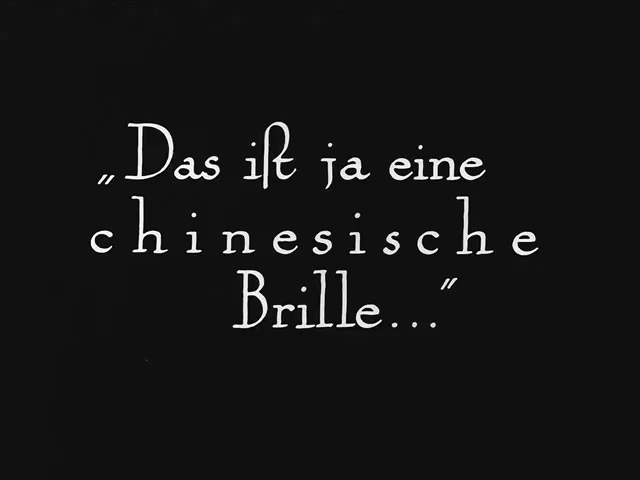 „Das iſt ja eine
chinesische
Brille..."